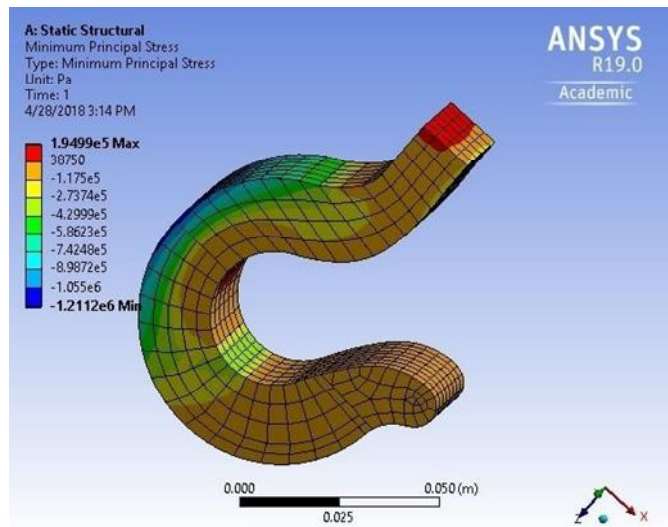 A: Static Structural
Minimum Principal Stress
Type: Minimum Principal Stress
Unit: Pa
Time: 1
4/28/2018 3:14 PM
1.9499e5 Max
38750
-1.175e5
-2.7374e5
-4.2999e5
-5.8623e5
-7.4248e5
-8.9872e5
-1.055e6
-1.2112e6 Min
ANSYS
R19.0
Academic
0.000
0.050 (m)
0.025
Z
X